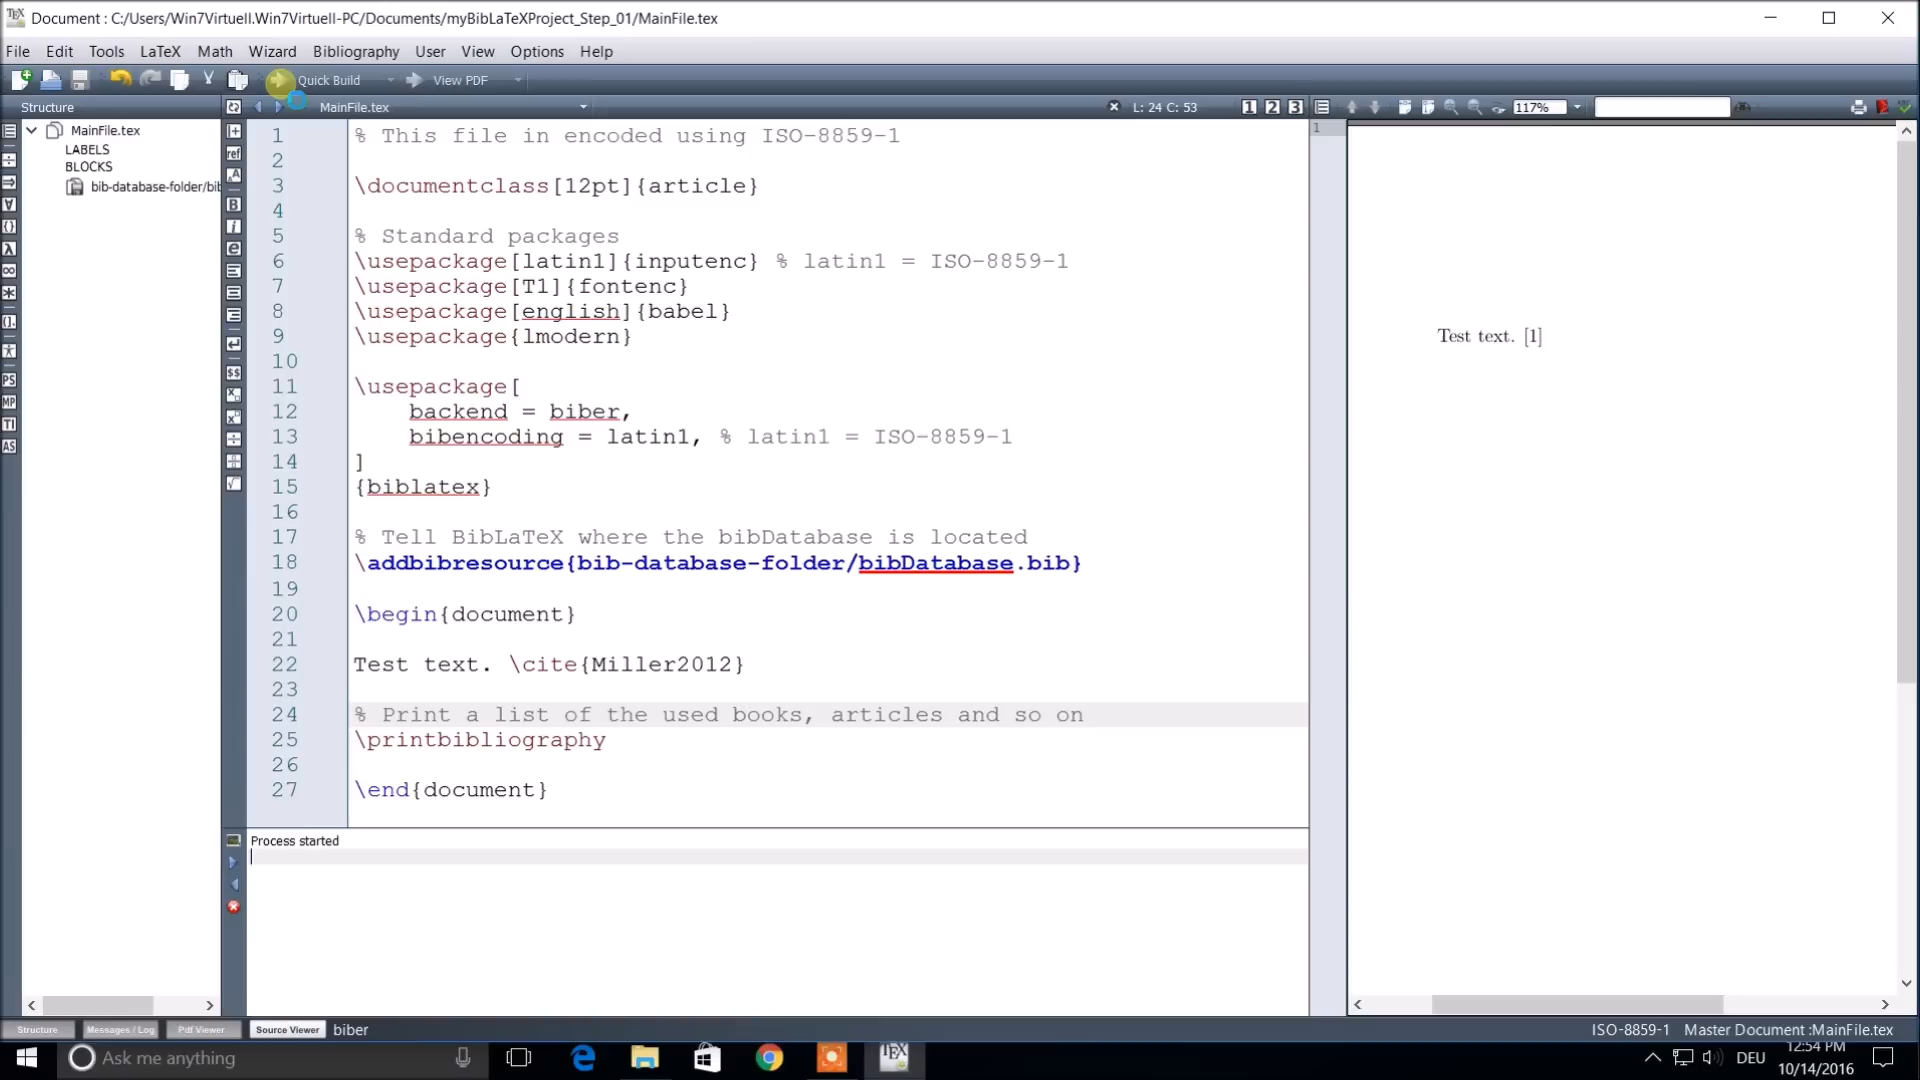 Document : C:/Users/Win7Virtuell.Win7Virtuell-PC/Documents/myBibLaTeXProject_Step_01/MainFile.tex
File Edit Tools LaTeX Math Wizard Bibliography User View Options Help
Quick Build View PDF
Structure MainFile.tex L: 24 C: 53 1 2 3 117%
MainFile.tex
LABELS
BLOCKS
bib-database-folder/bib
1 % This file in encoded using ISO-8859-1
2
3 \documentclass[12pt]{article}
4
5 % Standard packages
6 \usepackage[latin1]{inputenc} % latin1 = ISO-8859-1
7 \usepackage[T1]{fontenc}
8 \usepackage[english]{babel}
9 \usepackage{lmodern}
10
11 \usepackage[
12 backend = biber,
13 bibencoding = latin1, % latin1 = ISO-8859-1
14 ]
15 {biblatex}
16
17 % Tell BibLaTeX where the bibDatabase is located
18 \addbibresource{bib-database-folder/bibDatabase.bib}
19
20 \begin{document}
21
22 Test text. \cite{Miller2012}
23
24 % Print a list of the used books, articles and so on
25 \printbibliography
26
27 \end{document}
1
Test text. [1]
Process started
Structure Messages / Log Pdf Viewer Source Viewer biber ISO-8859-1 Master Document :MainFile.tex
Ask me anything DEU
12:54 PM
10/14/2016